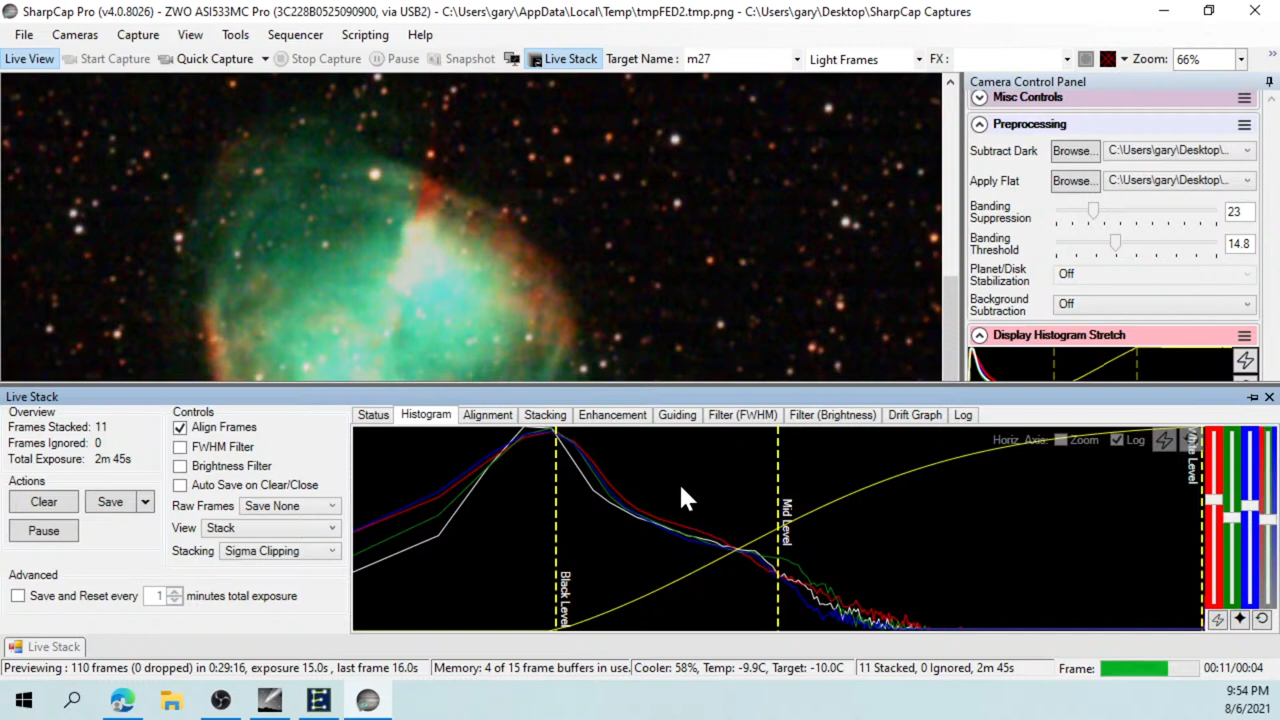 SharpCap Pro (v4.0.8026) - ZWO ASI533MC Pro (3C228B0525090900, via USB2) - C:\Users\gary\AppData\Local\Temp\tmpFED2.tmp.png - C:\Users\gary\Desktop\SharpCap Captures
File Cameras Capture View Tools Sequencer Scripting Help
Live View Start Capture Quick Capture Stop Capture Pause Snapshot Live Stack Target Name : m27 Light Frames FX : Zoom: 66%
Camera Control Panel
Misc Controls
Preprocessing
Subtract Dark Browse... C:\Users\gary\Desktop\...
Apply Flat Browse... C:\Users\gary\Desktop\...
Banding Suppression 23
Banding Threshold 14.8
Planet/Disk Stabilization Off
Background Subtraction Off
Display Histogram Stretch
Live Stack
Overview
Frames Stacked: 11
Frames Ignored: 0
Total Exposure: 2m 45s
Actions
Clear Save
Pause
Controls
Align Frames
FWHM Filter
Brightness Filter
Auto Save on Clear/Close
Raw Frames Save None
View Stack
Stacking Sigma Clipping
Advanced
Save and Reset every 1 minutes total exposure
Status Histogram Alignment Stacking Enhancement Guiding Filter (FWHM) Filter (Brightness) Drift Graph Log
Horiz. Axis: Zoom Log
Black Level
Mid Level
White Level
Live Stack
Previewing : 110 frames (0 dropped) in 0:29:16, exposure 15.0s , last frame 16.0s Memory: 4 of 15 frame buffers in use. Cooler: 58%, Temp: -9.9C, Target: -10.0C 11 Stacked, 0 Ignored, 2m 45s Frame: 00:11/00:04
9:54 PM
8/6/2021